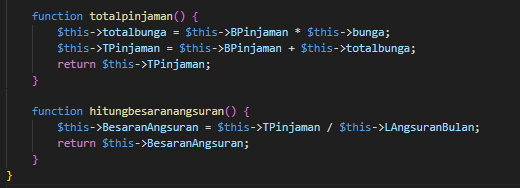 function totalpinjaman() {
$this->totalbunga = $this->BPinjaman * $this->bunga;
$this->TPinjaman = $this->BPinjaman + $this->totalbunga;
return $this->TPinjaman;
}
function hitungbesaranangsuran() {
$this->BesaranAngsuran = $this->TPinjaman / $this->LAngsuranBulan;
return $this->BesaranAngsuran;
}
}